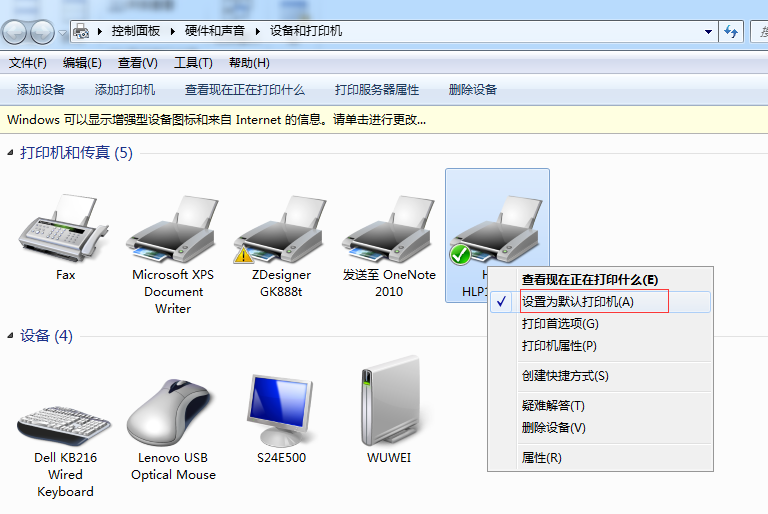 控制面板 硬件和声音 设备和打印机
文件(F) 编辑(E) 查看(V) 工具(T) 帮助(H)
添加设备 添加打印机 查看现在正在打印什么 打印服务器属性 删除设备
Windows 可以显示增强型设备图标和来自 Internet 的信息。请单击进行更改...
打印机和传真 (5)
Fax
Microsoft XPS
Document
Writer
ZDesigner
GK888t
发送至 OneNote
2010
查看现在正在打印什么(E)
设置为默认打印机(A)
打印首选项(G)
打印机属性(P)
创建快捷方式(S)
疑难解答(T)
删除设备(V)
属性(R)
设备 (4)
Dell KB216
Wired
Keyboard
Lenovo USB
Optical Mouse
S24E500
WUWEI